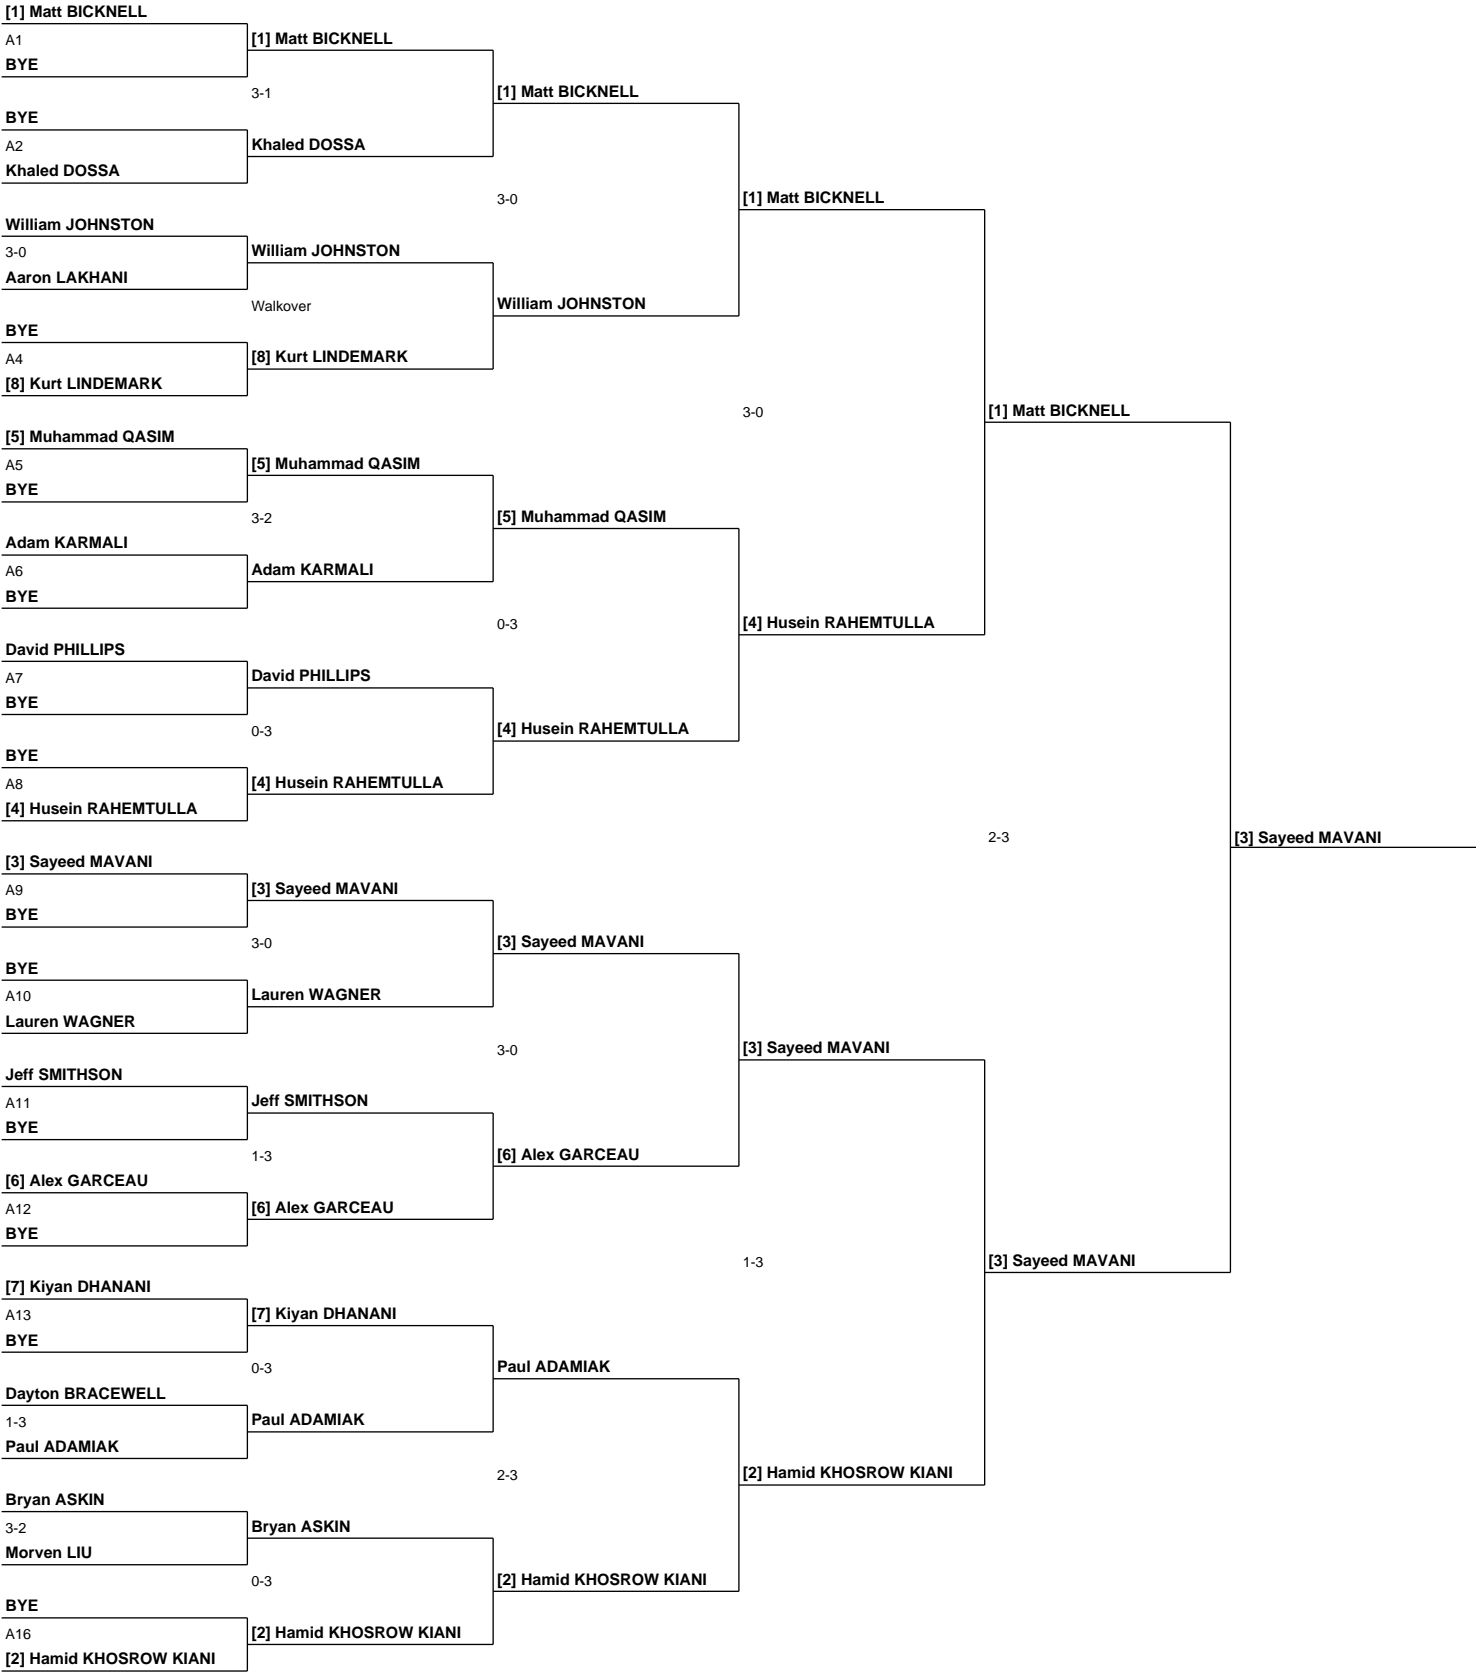 [1] Matt BICKNELL
A1
BYE
BYE
A2
Khaled DOSSA
William JOHNSTON
3-0
Aaron LAKHANI
BYE
A4
[8] Kurt LINDEMARK
[5] Muhammad QASIM
A5
BYE
Adam KARMALI
A6
BYE
David PHILLIPS
A7
BYE
BYE
A8
[4] Husein RAHEMTULLA
[3] Sayeed MAVANI
A9
BYE
BYE
A10
Lauren WAGNER
Jeff SMITHSON
A11
BYE
[6] Alex GARCEAU
A12
BYE
[7] Kiyan DHANANI
A13
BYE
Dayton BRACEWELL
1-3
Paul ADAMIAK
Bryan ASKIN
3-2
Morven LIU
BYE
A16
[2] Hamid KHOSROW KIANI
[1] Matt BICKNELL
3-1
Khaled DOSSA
William JOHNSTON
Walkover
[8] Kurt LINDEMARK
[5] Muhammad QASIM
3-2
Adam KARMALI
David PHILLIPS
0-3
[4] Husein RAHEMTULLA
[3] Sayeed MAVANI
3-0
Lauren WAGNER
Jeff SMITHSON
1-3
[6] Alex GARCEAU
[7] Kiyan DHANANI
0-3
Paul ADAMIAK
Bryan ASKIN
0-3
[2] Hamid KHOSROW KIANI
[1] Matt BICKNELL
3-0
William JOHNSTON
[5] Muhammad QASIM
0-3
[4] Husein RAHEMTULLA
[3] Sayeed MAVANI
3-0
[6] Alex GARCEAU
Paul ADAMIAK
2-3
[2] Hamid KHOSROW KIANI
[1] Matt BICKNELL
3-0
[4] Husein RAHEMTULLA
[3] Sayeed MAVANI
1-3
[2] Hamid KHOSROW KIANI
[1] Matt BICKNELL
2-3
[3] Sayeed MAVANI
[3] Sayeed MAVANI